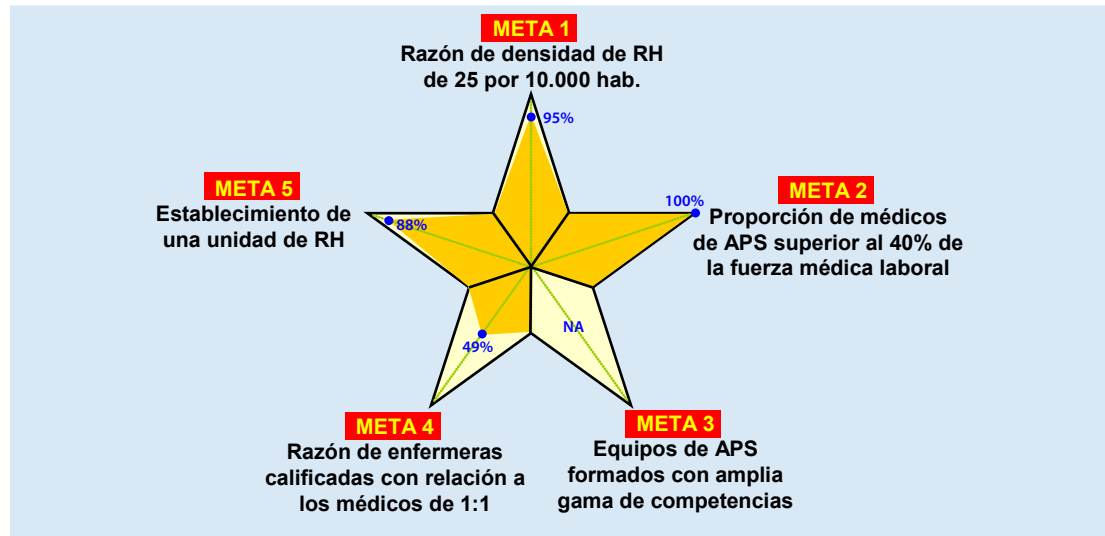 META 1
Razón de densidad de RH
de 25 por 10.000 hab.
95%
META 2
100%
Proporción de médicos
de APS superior al 40% de
la fuerza médica laboral
META 5
Establecimiento de
una unidad de RH
88%
NA
49%
META 4
Razón de enfermeras
calificadas con relación a
los médicos de 1:1
META 3
Equipos de APS
formados con amplia
gama de competencias